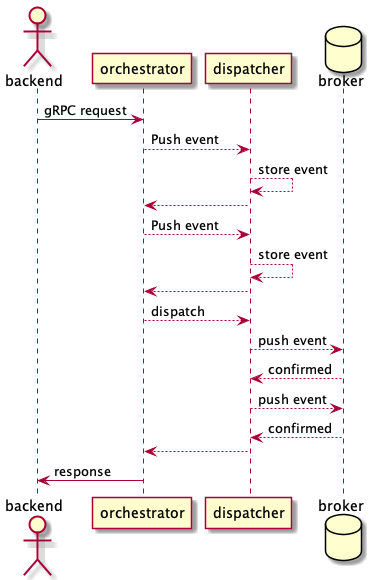 backend
orchestrator
dispatcher
broker
gRPC request
Push event
store event
Push event
store event
dispatch
push event
confirmed
push event
confirmed
response
backend
orchestrator
dispatcher
broker